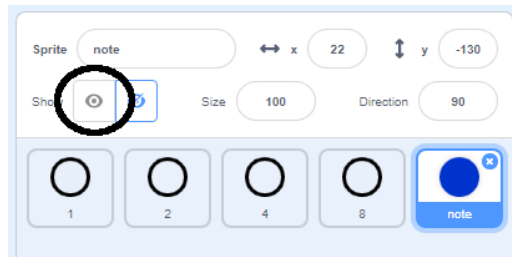 Sprite note x 22 y -130
Show Size 100 Direction 90
1 2 4 8 note